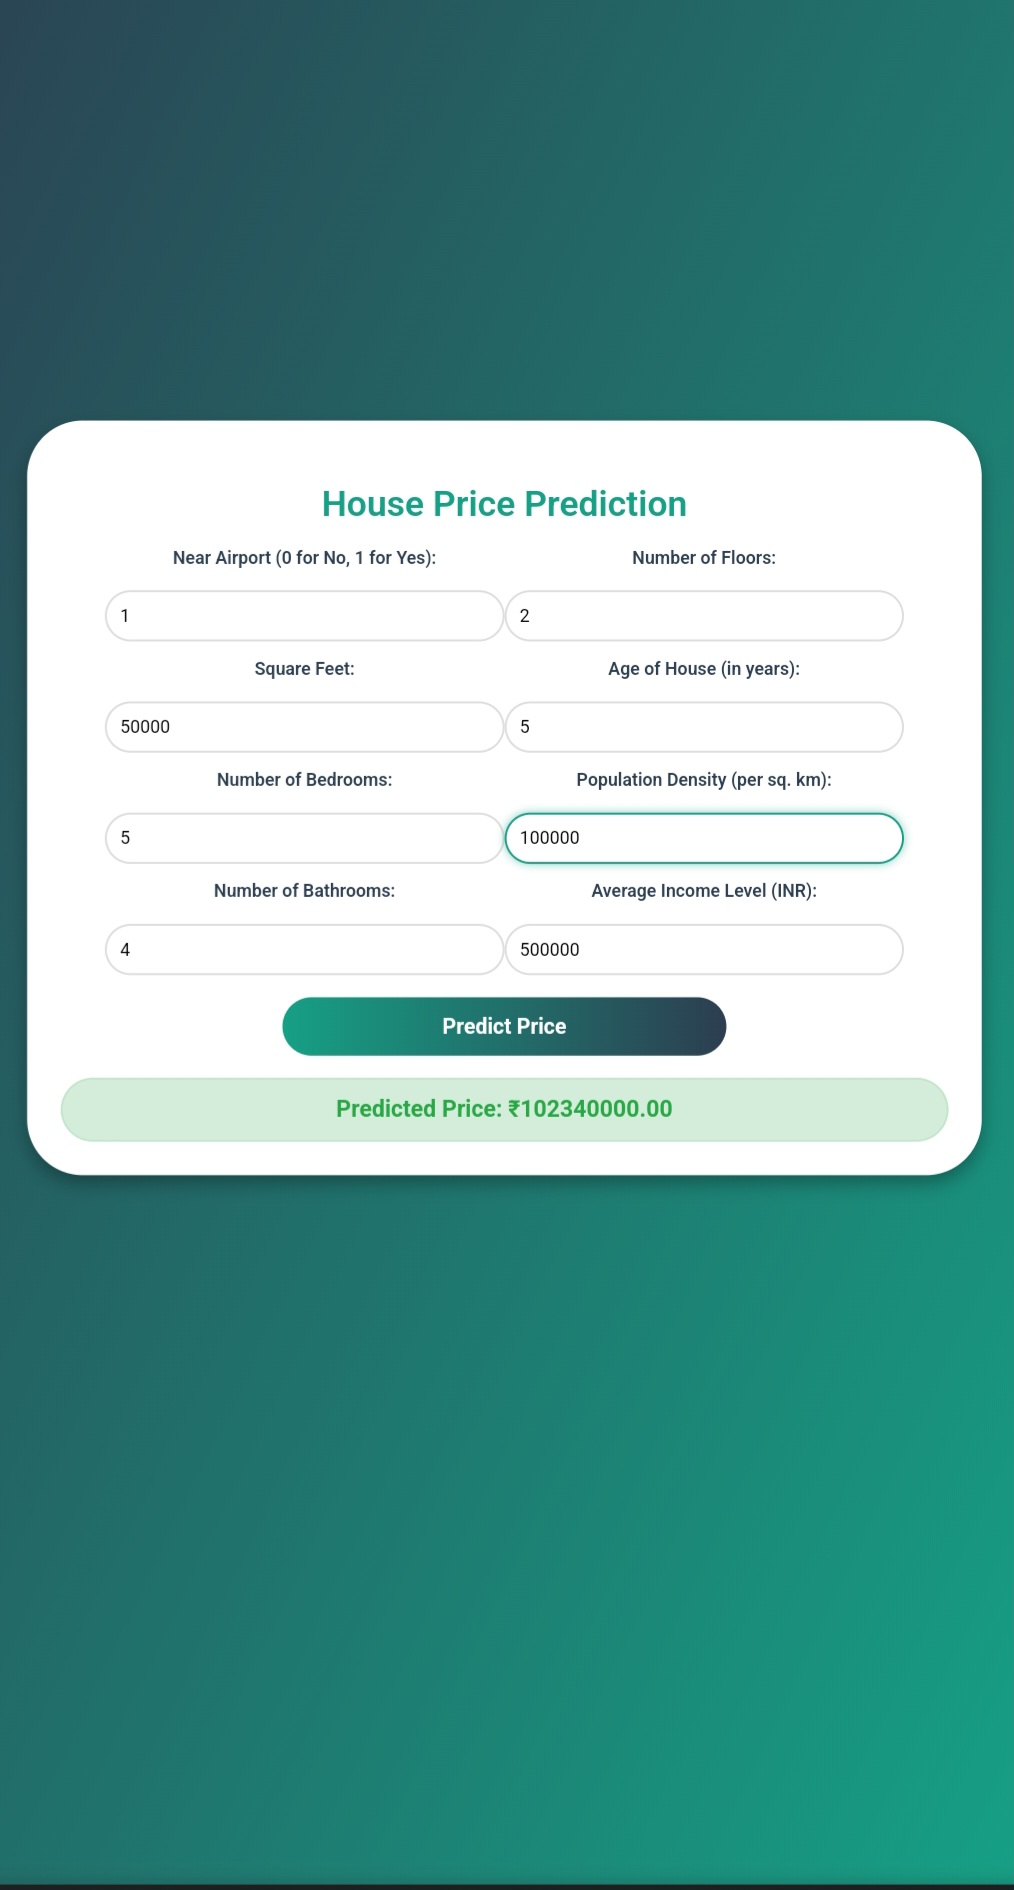 House Price Prediction
Near Airport (0 for No, 1 for Yes):
1
Number of Floors:
2
Square Feet:
50000
Age of House (in years):
5
Number of Bedrooms:
5
Population Density (per sq. km):
100000
Number of Bathrooms:
4
Average Income Level (INR):
500000
Predict Price
Predicted Price: ₹102340000.00